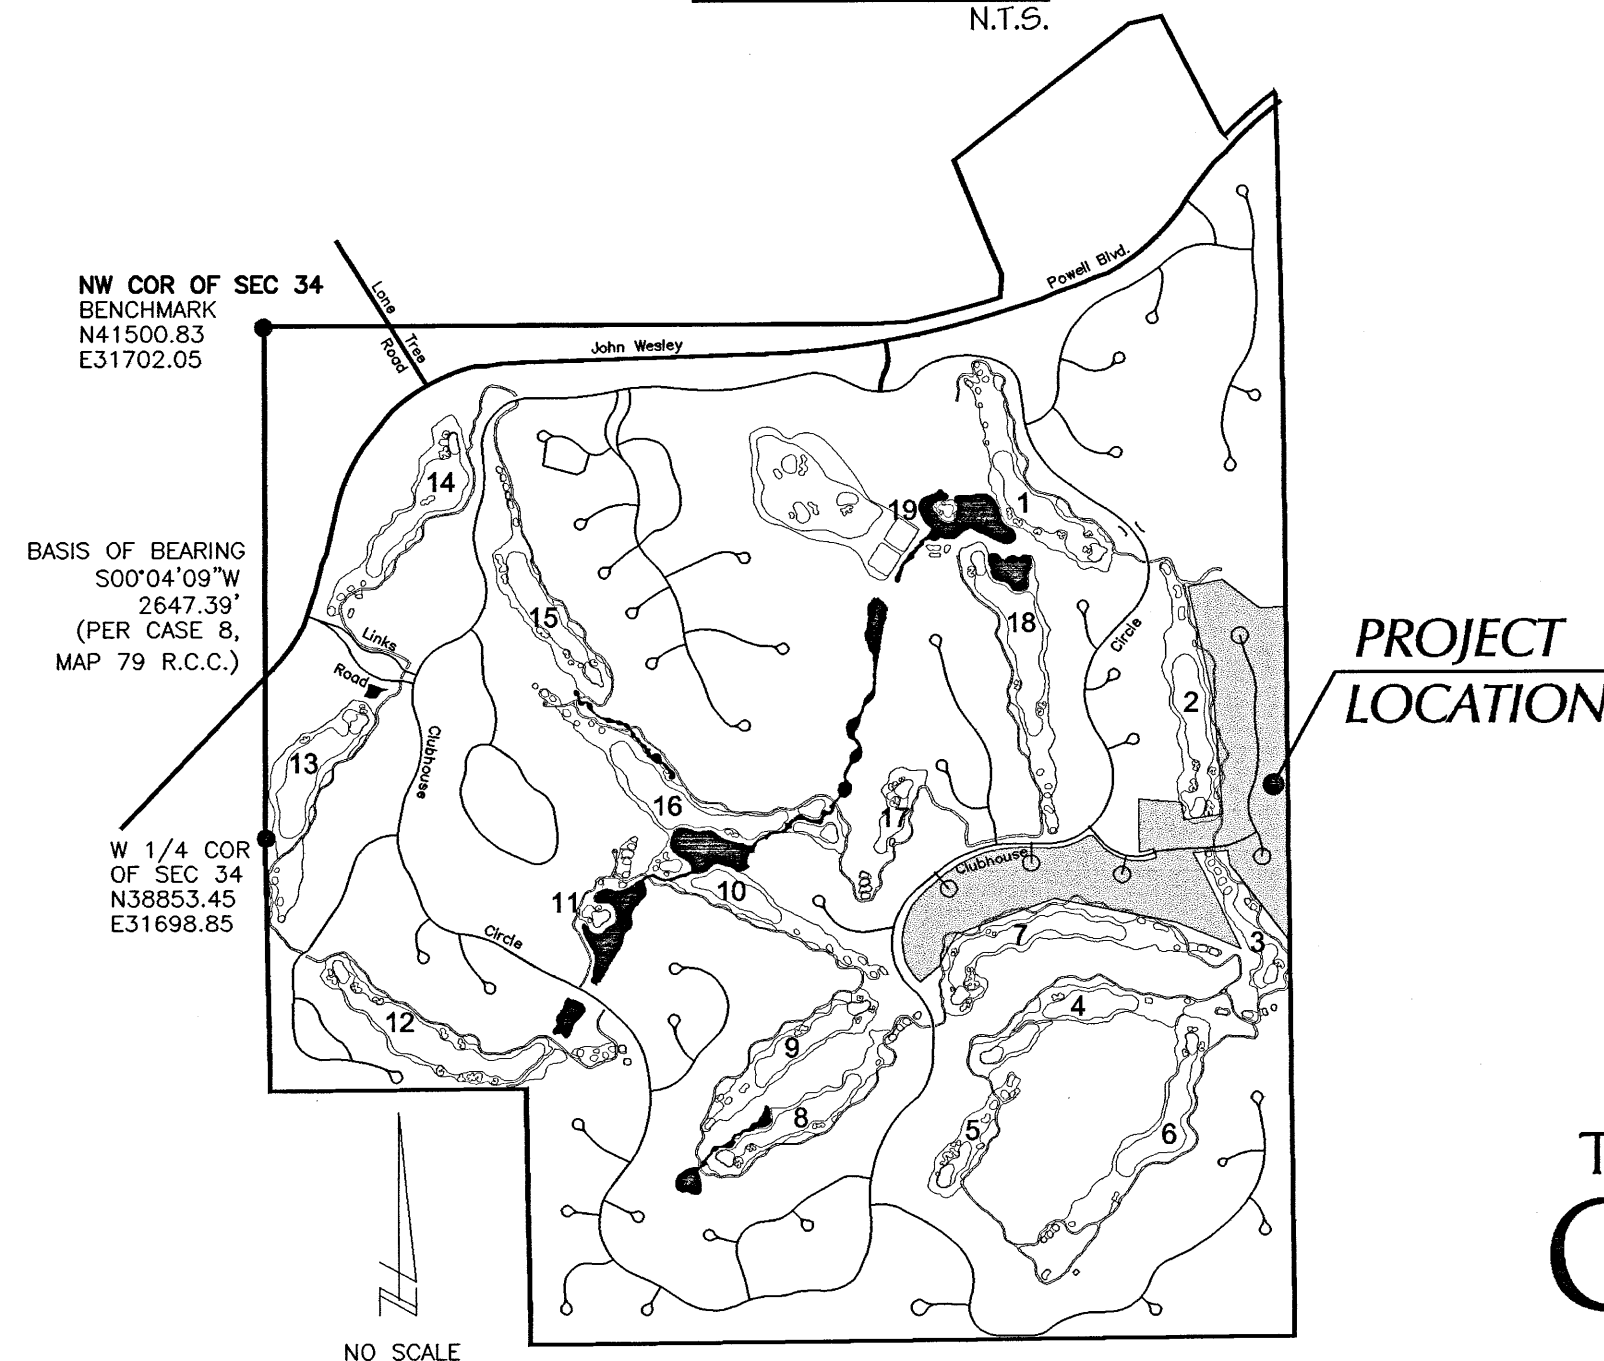 N.T.S.
Powell Blvd.
NW COR OF SEC 34
BENCHMARK
N41500.83
E31702.05
Lone
Tree
Road
John Wesley
14
19
1
BASIS OF BEARING
S00°04'09"W
2647.39'
(PER CASE 8,
MAP 79 R.C.C.)
15
18
Links
Road
Circle
PROJECT
LOCATION
2
13
Clubhouse
16
17
W 1/4 COR
OF SEC 34
N38853.45
E31698.85
Clubhouse
10
11
Circle
7
3
12
4
9
8
5
6
T
C
NO SCALE